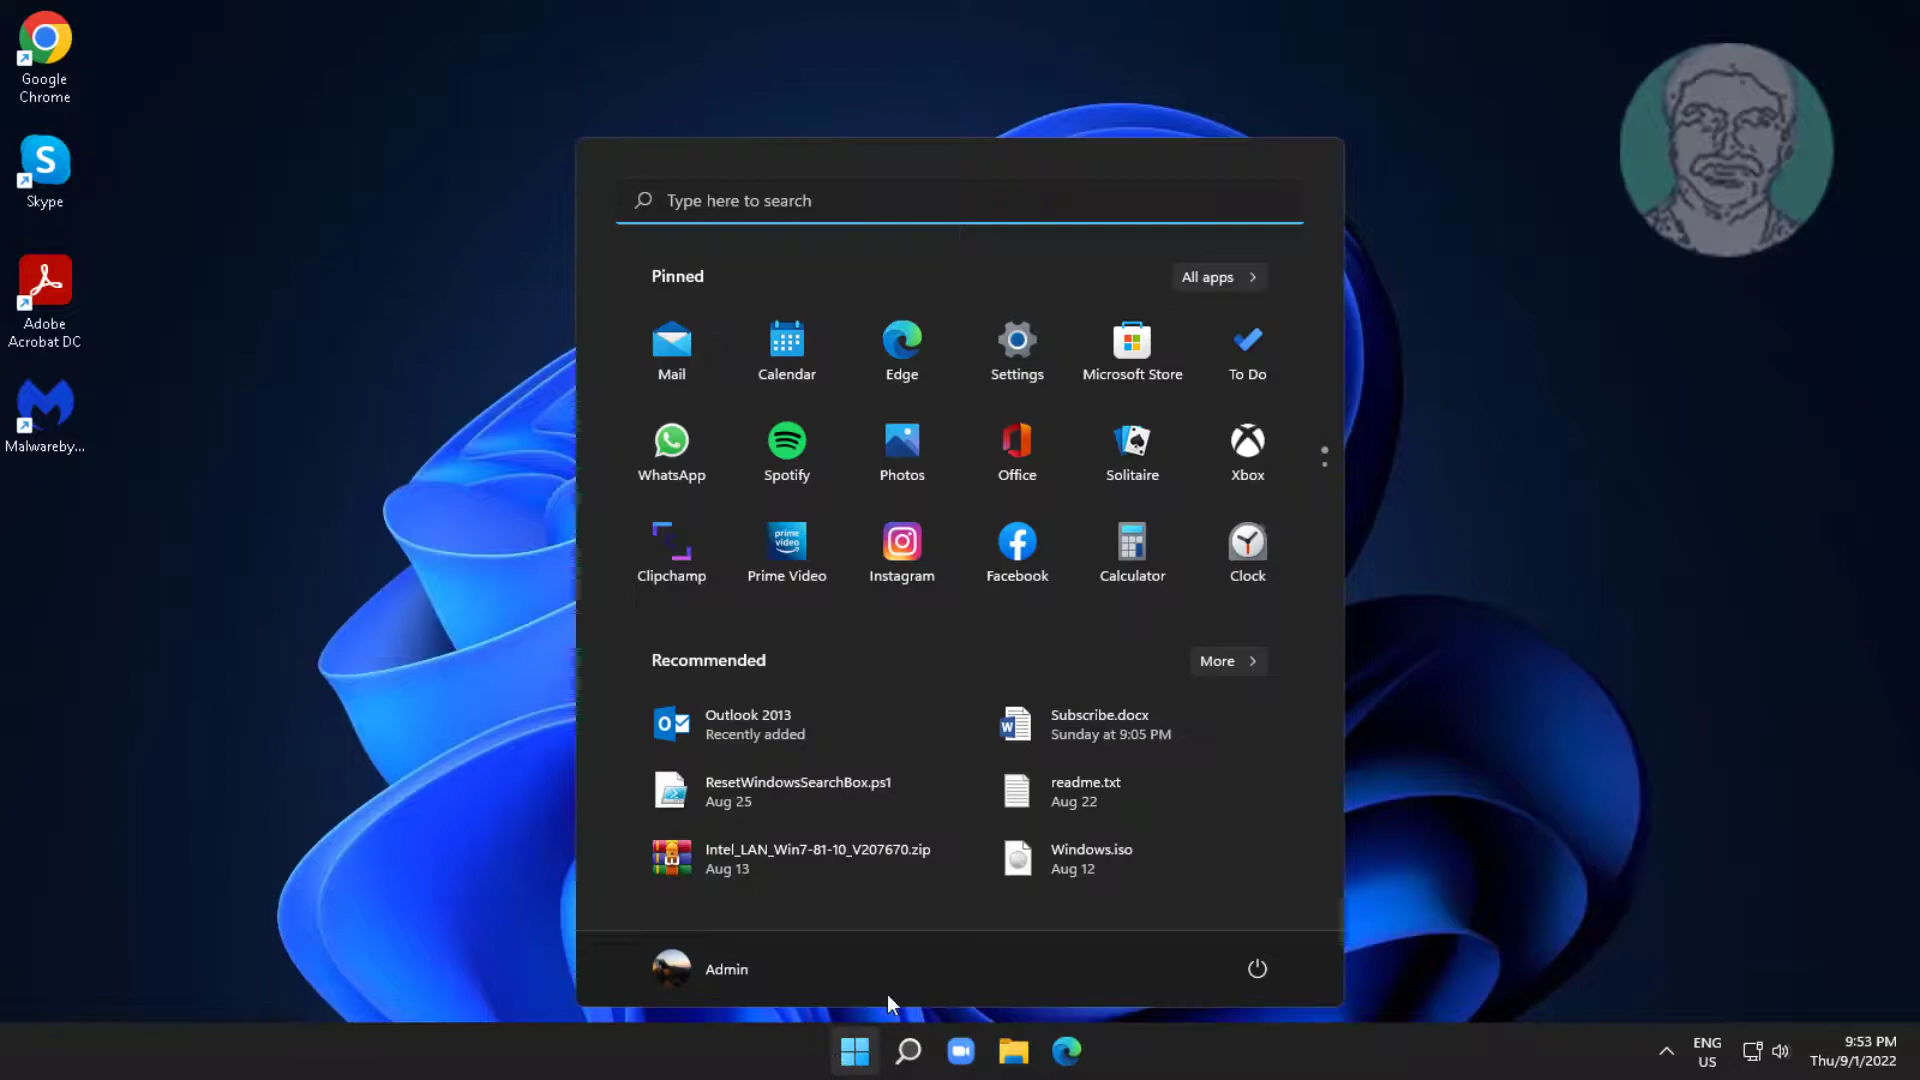 Google
Chrome
Skype
Adobe
Acrobat DC
Malwareby...
Type here to search
Pinned
All apps
Mail
Calendar
Edge
Settings
Microsoft Store
To Do
WhatsApp
Spotify
Photos
Office
Solitaire
Xbox
prime
video
Clipchamp
Prime Video
Instagram
Facebook
Calculator
Clock
Recommended
More
Outlook 2013
Recently added
Subscribe.docx
Sunday at 9:05 PM
ResetWindowsSearchBox.ps1
Aug 25
readme.txt
Aug 22
Intel_LAN_Win7-81-10_V207670.zip
Aug 13
Windows.iso
Aug 12
Admin
ENG
US
9:53 PM
Thu/9/1/2022